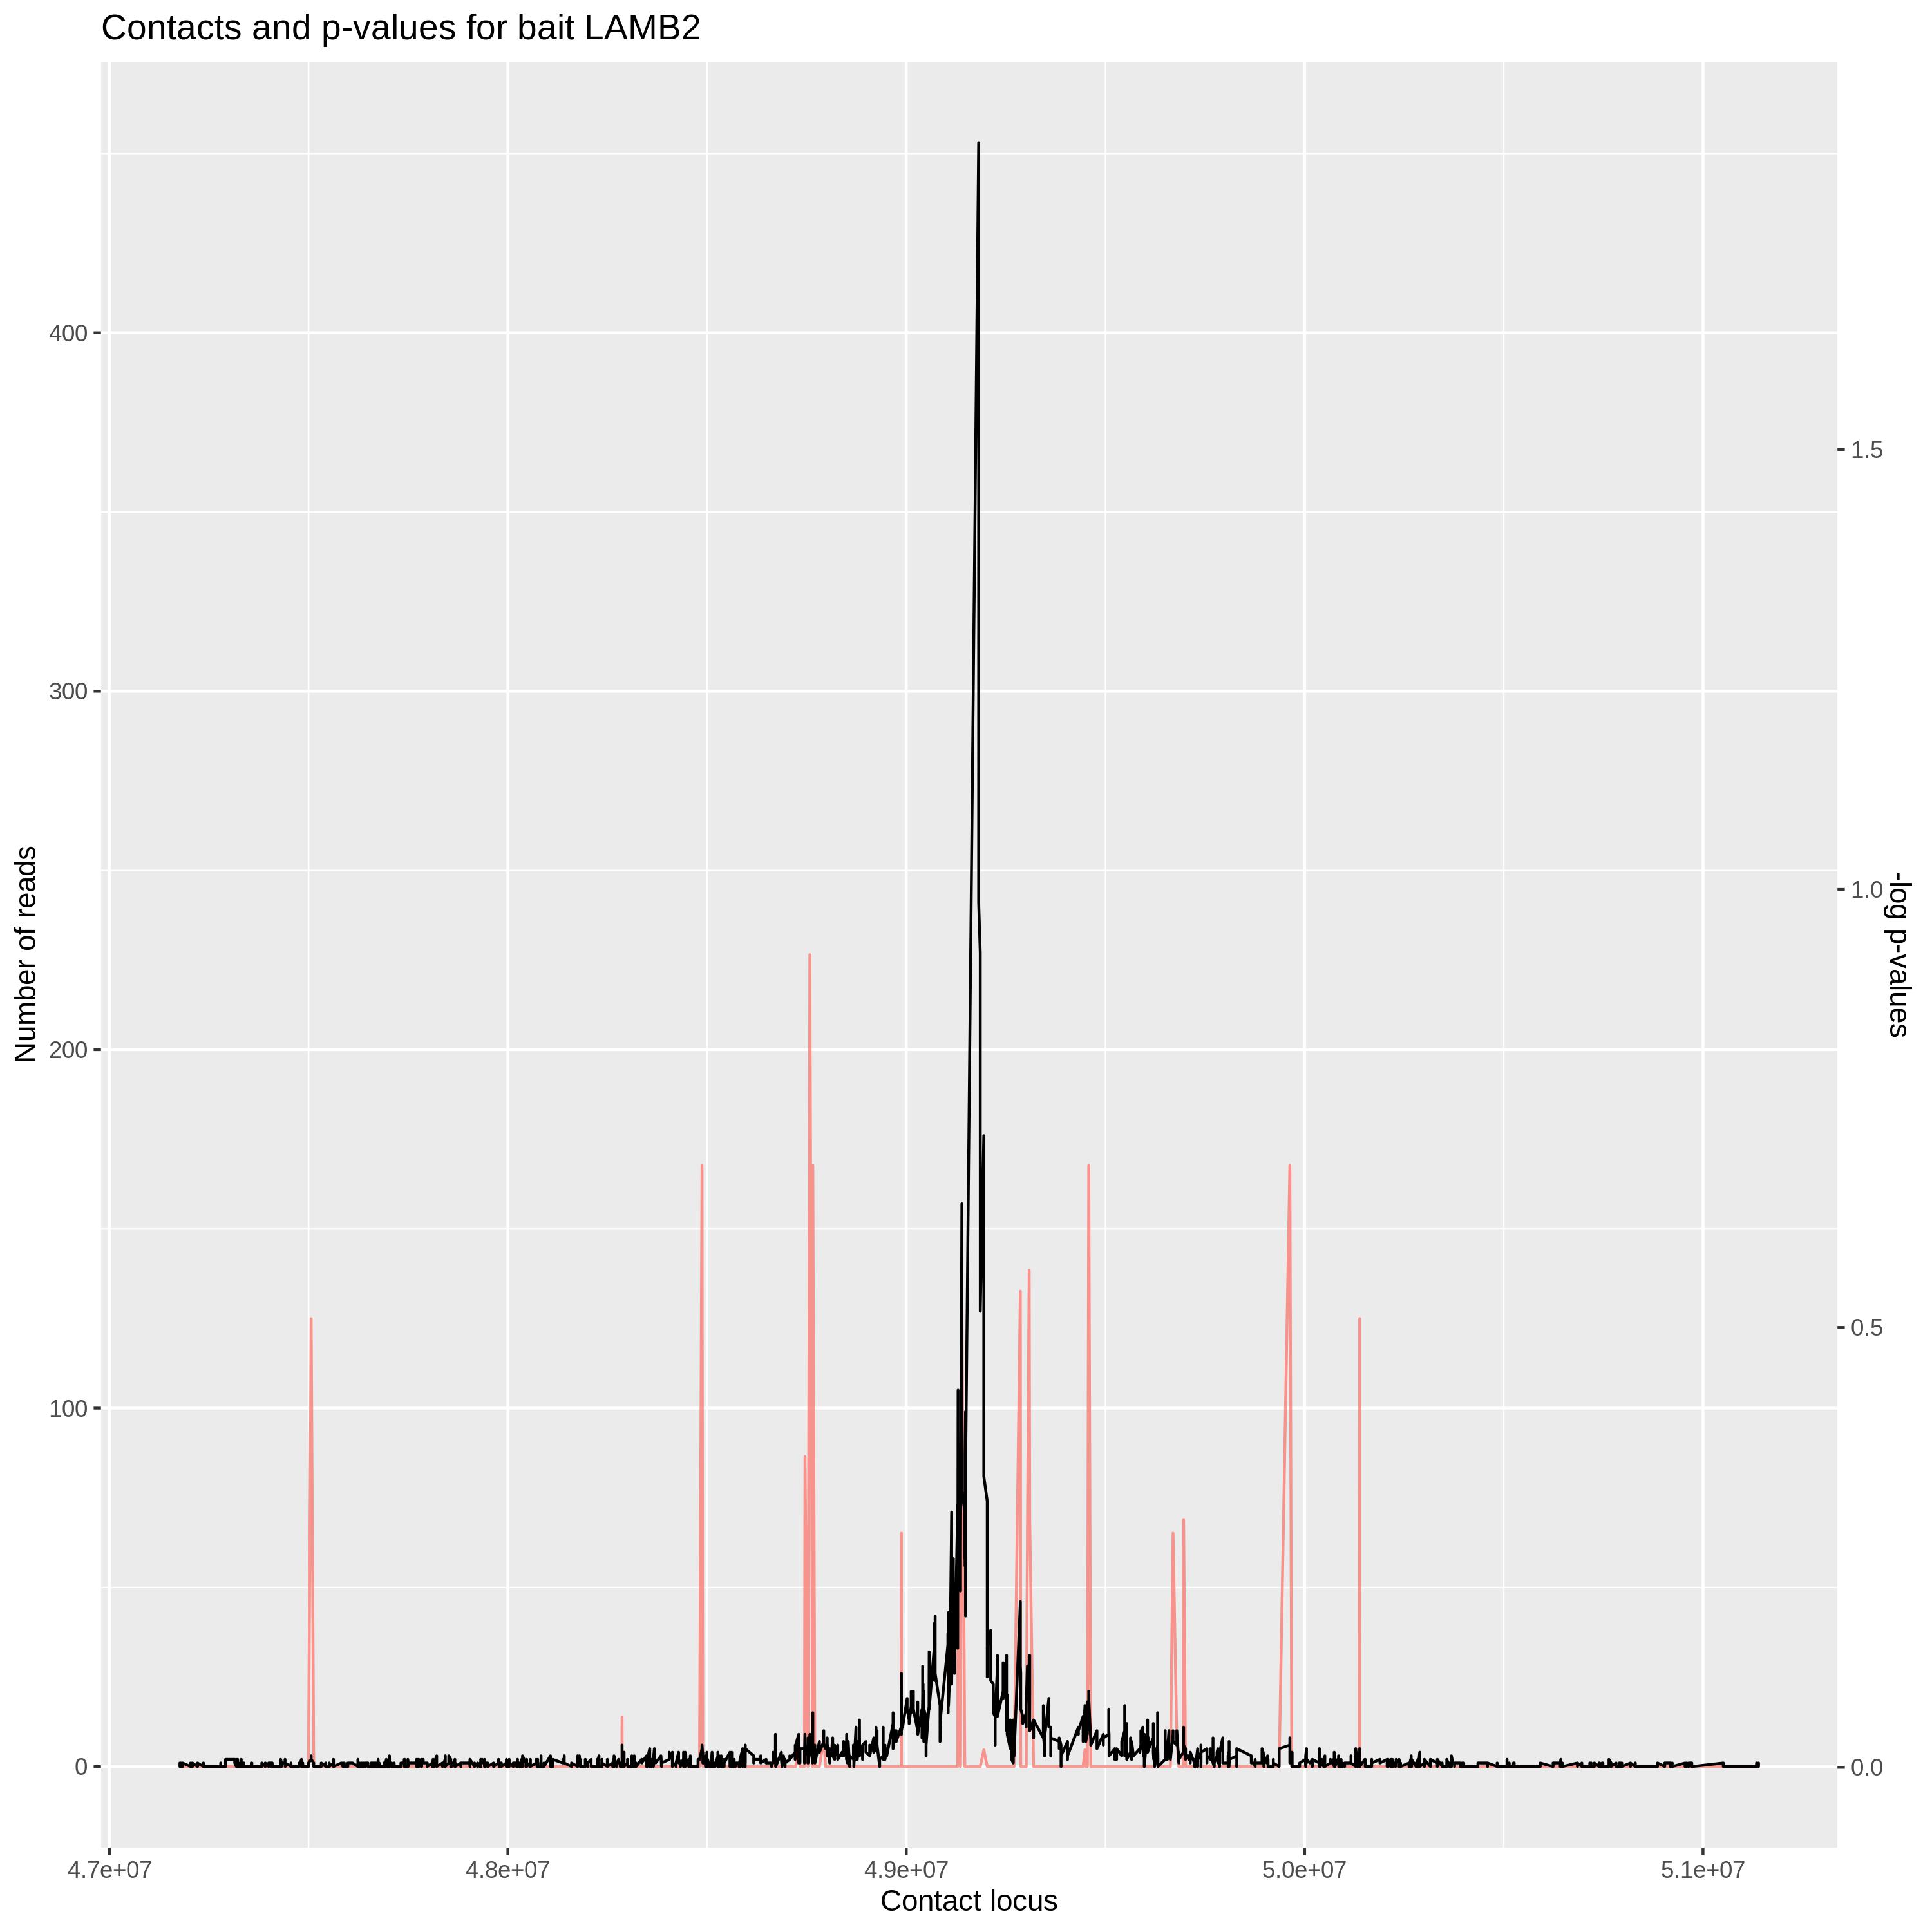 Contacts and p-values for bait LAMB2
400
300
200
100
0
Number of reads
1.5
1.0
0.5
0.0
-log p-values
4.7e+07
4.8e+07
4.9e+07
5.0e+07
5.1e+07
Contact locus